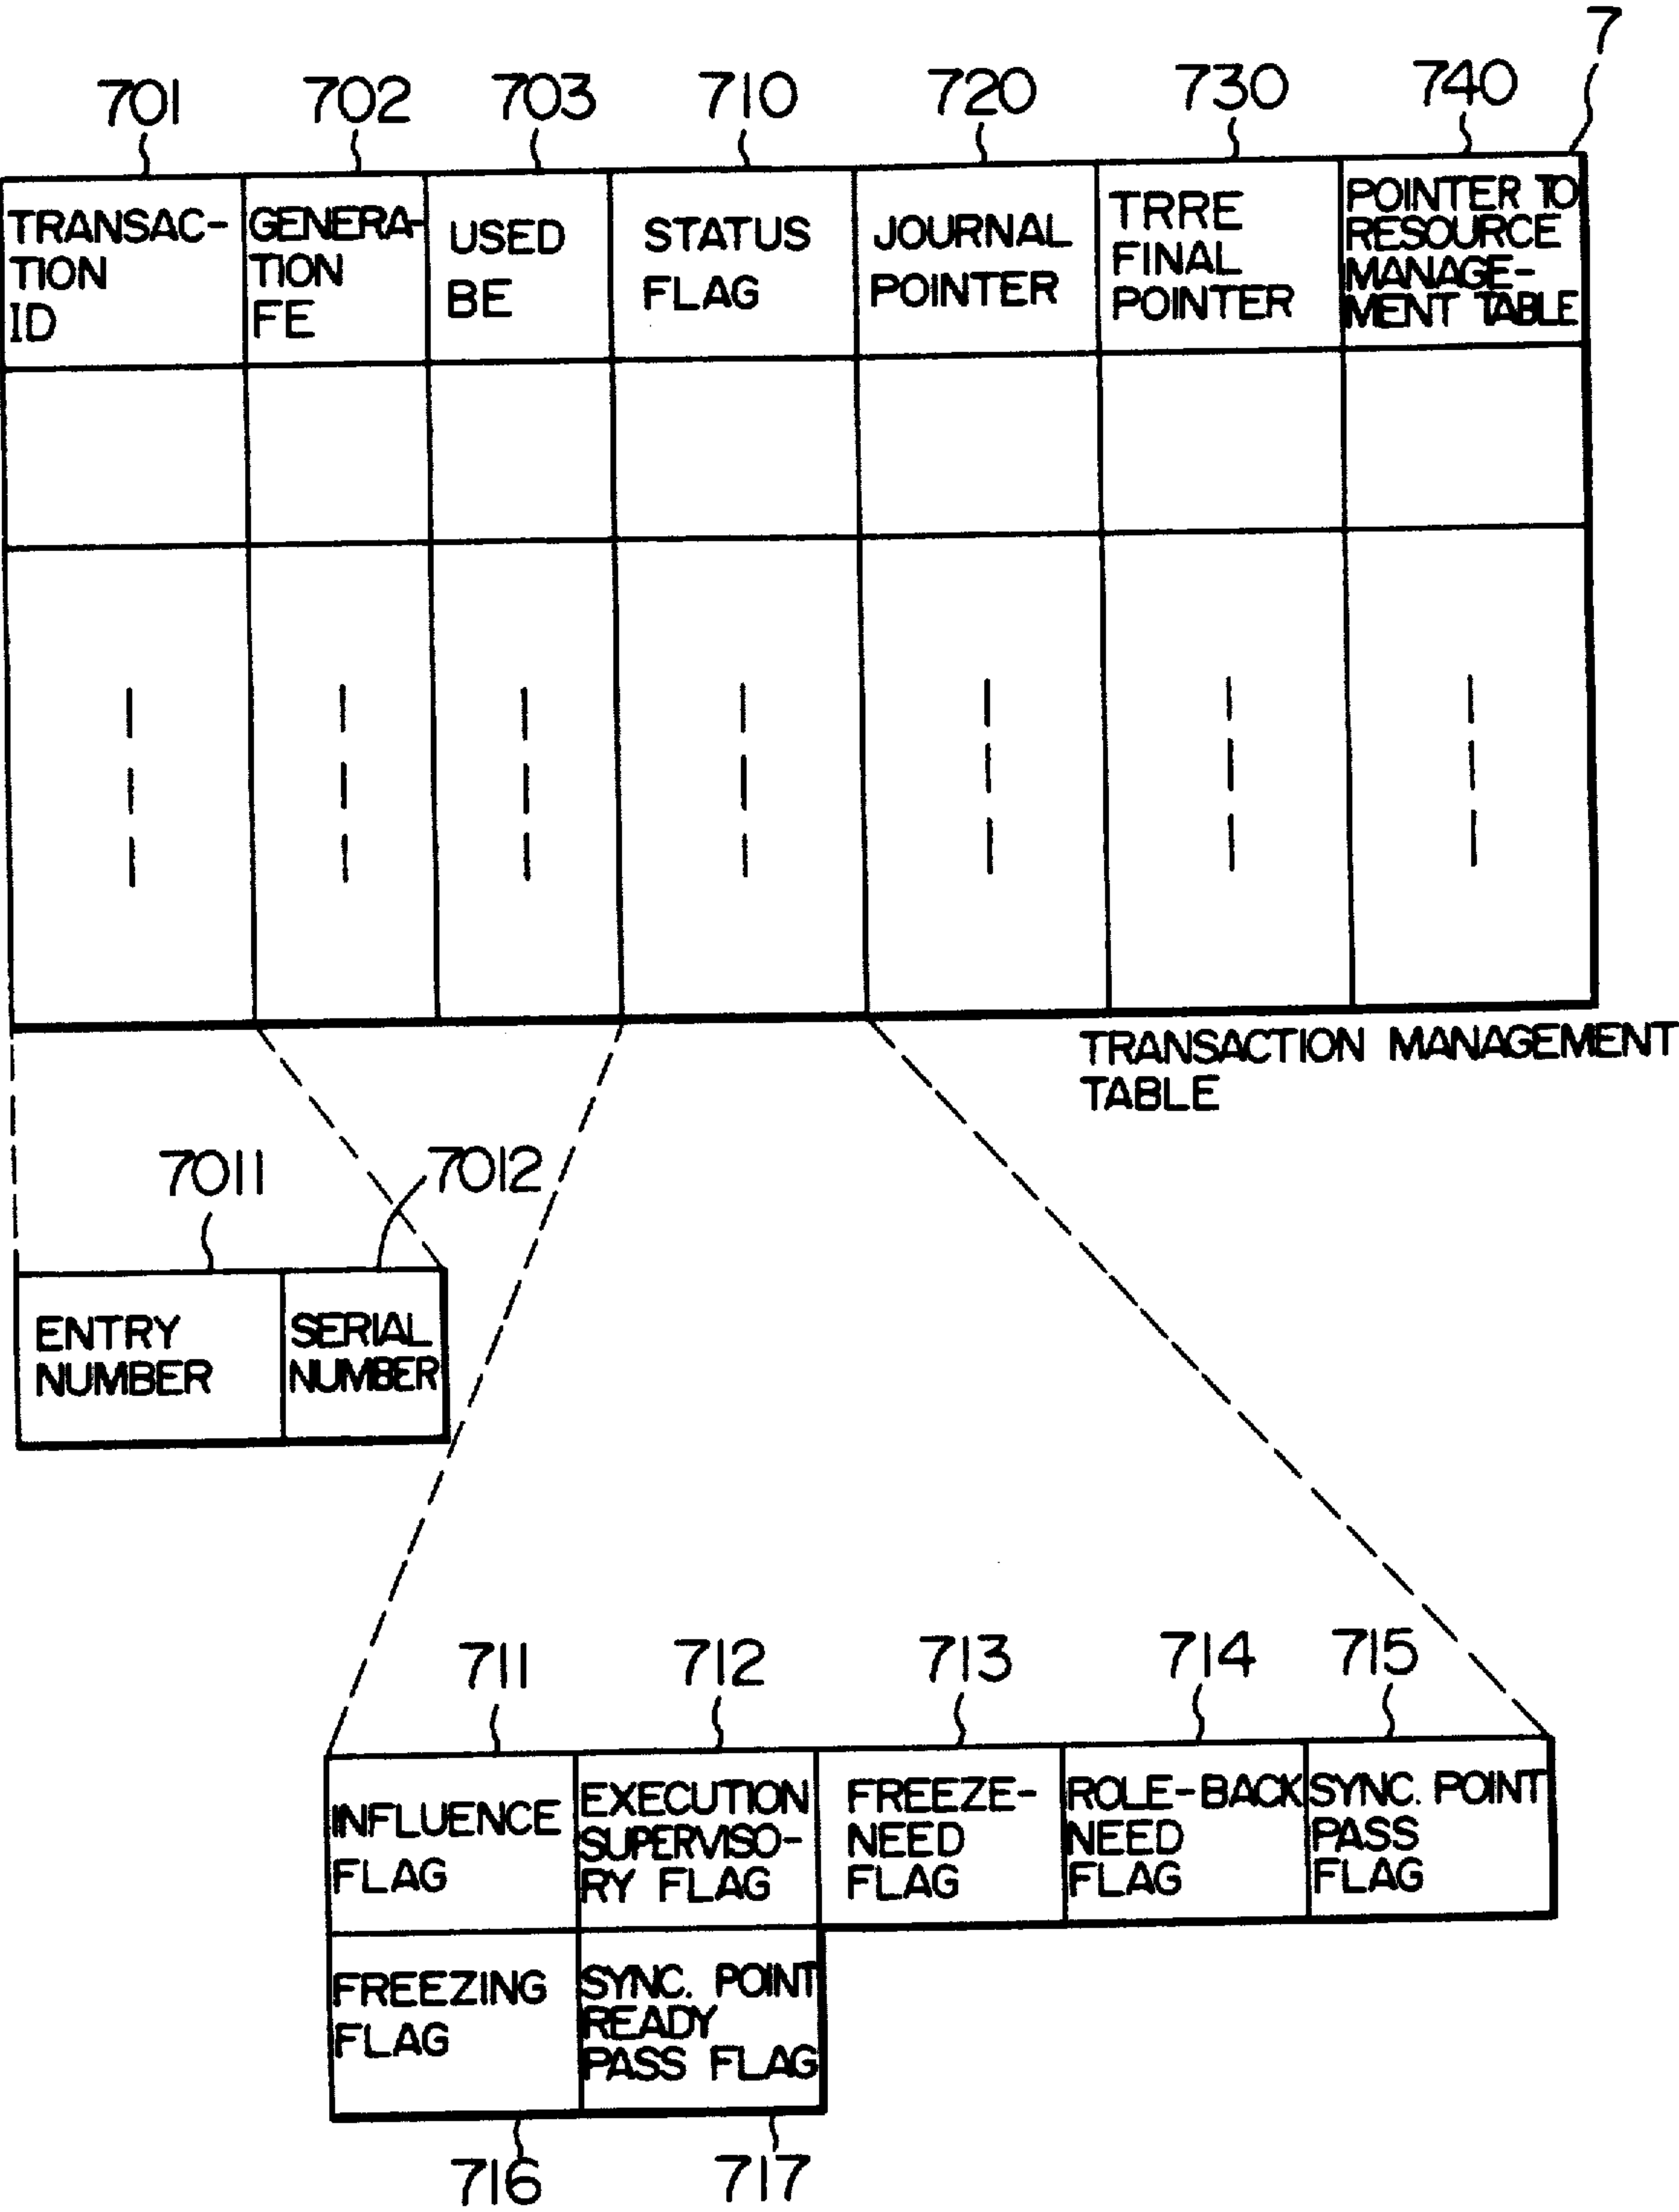 7
701 702 703 710 720 730 740
TRANSAC-
TION
ID
GENERA-
TION
FE
USED
BE
STATUS
FLAG
JOURNAL
POINTER
TRRE
FINAL
POINTER
POINTER TO
RESOURCE
MANAGE-
MENT TABLE
TRANSACTION MANAGEMENT
TABLE
7011 7012
ENTRY
NUMBER
SERIAL
NUMBER
711 712 713 714 715
INFLUENCE
FLAG
EXECUTION
SUPERVISO-
RY FLAG
FREEZE-
NEED
FLAG
ROLE-BACK
NEED
FLAG
SYNC. POINT
PASS
FLAG
FREEZING
FLAG
SYNC. POINT
READY
PASS FLAG
716 717